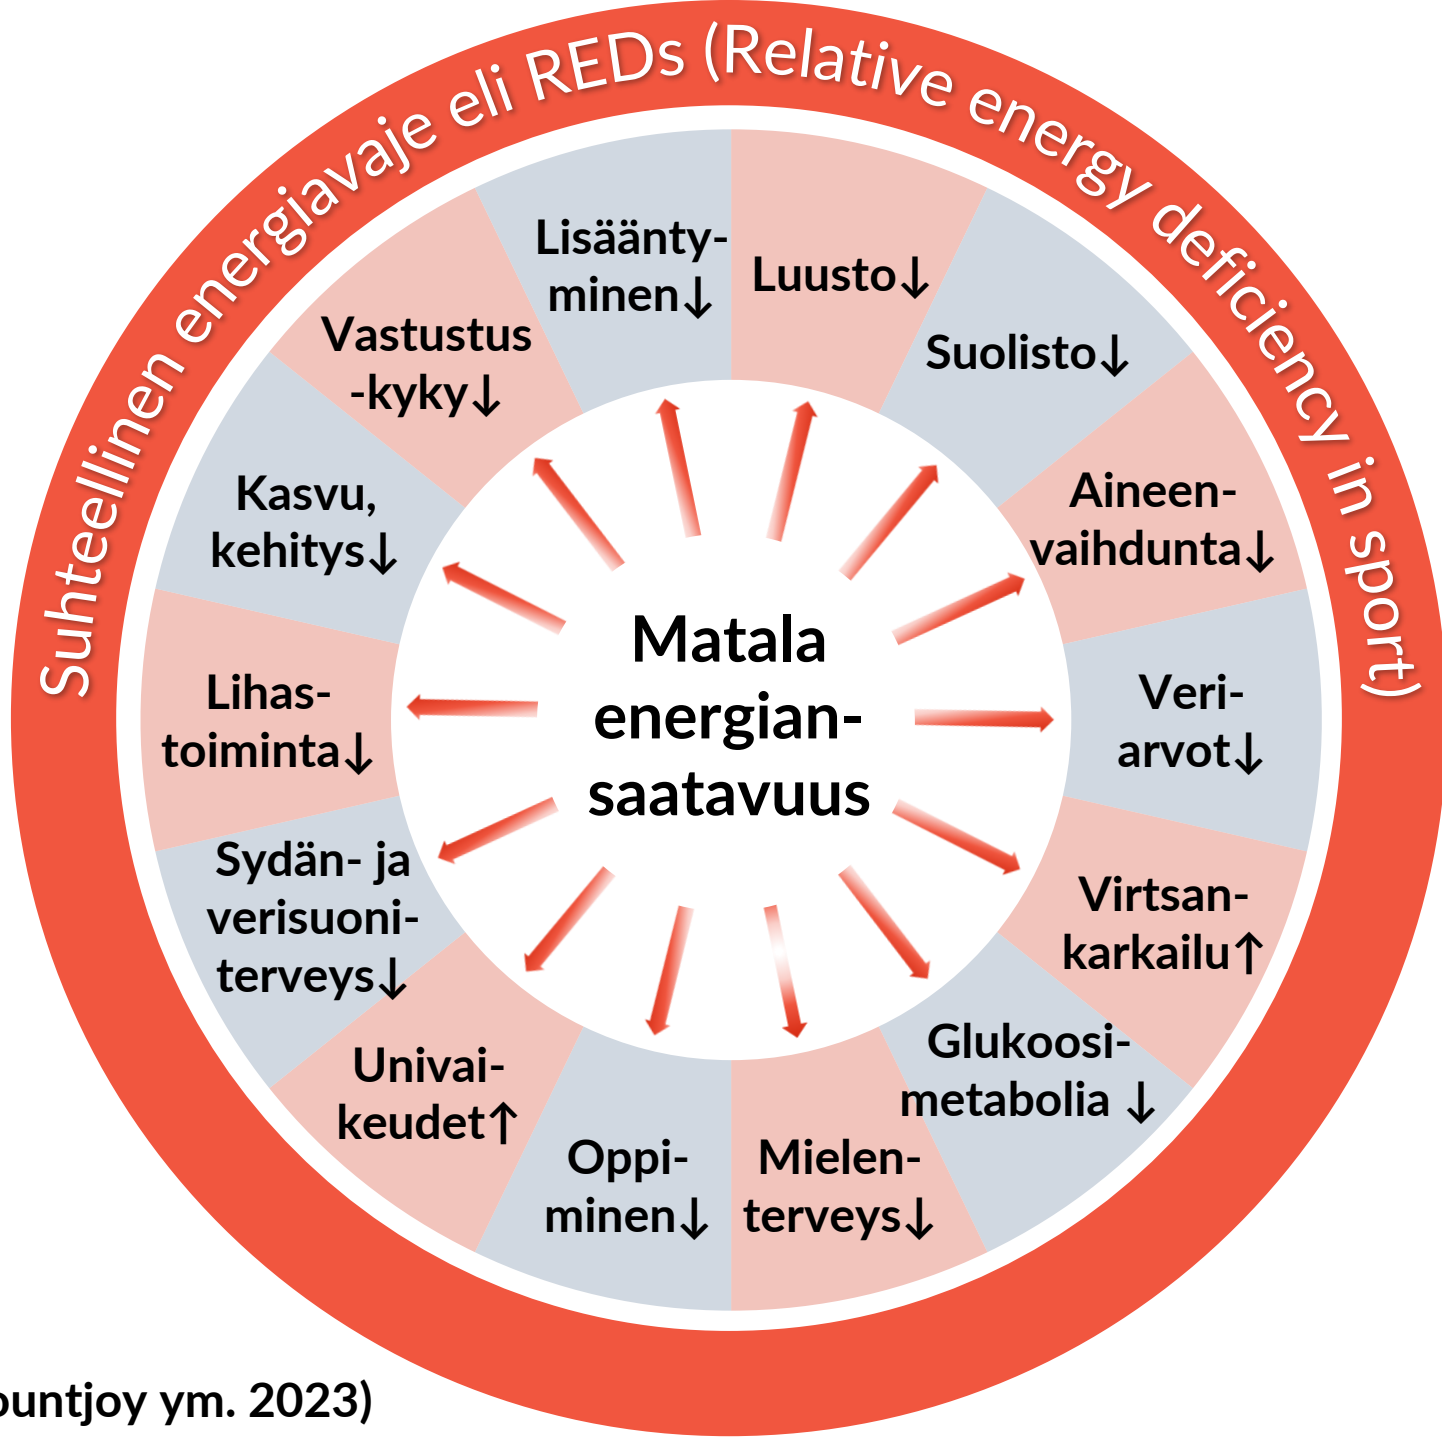 Suhteellinen energiavaje eli REDs (Relative energy deficiency in sport)
Lisäänty-
minen↓
Luusto↓
Suolisto↓
Aineen-
vaihdunta↓
Veri-
arvot↓
Virtsan-
karkailu↑
Glukoosi-
metabolia ↓
Mielen-
terveys↓
Oppi-
minen↓
Univai-
keudet↑
Sydän- ja
verisuoni-
terveys↓
Lihas-
toiminta↓
Kasvu,
kehitys↓
Vastustus
-kyky↓
Matala
energian-
saatavuus
ountjoy ym. 2023)